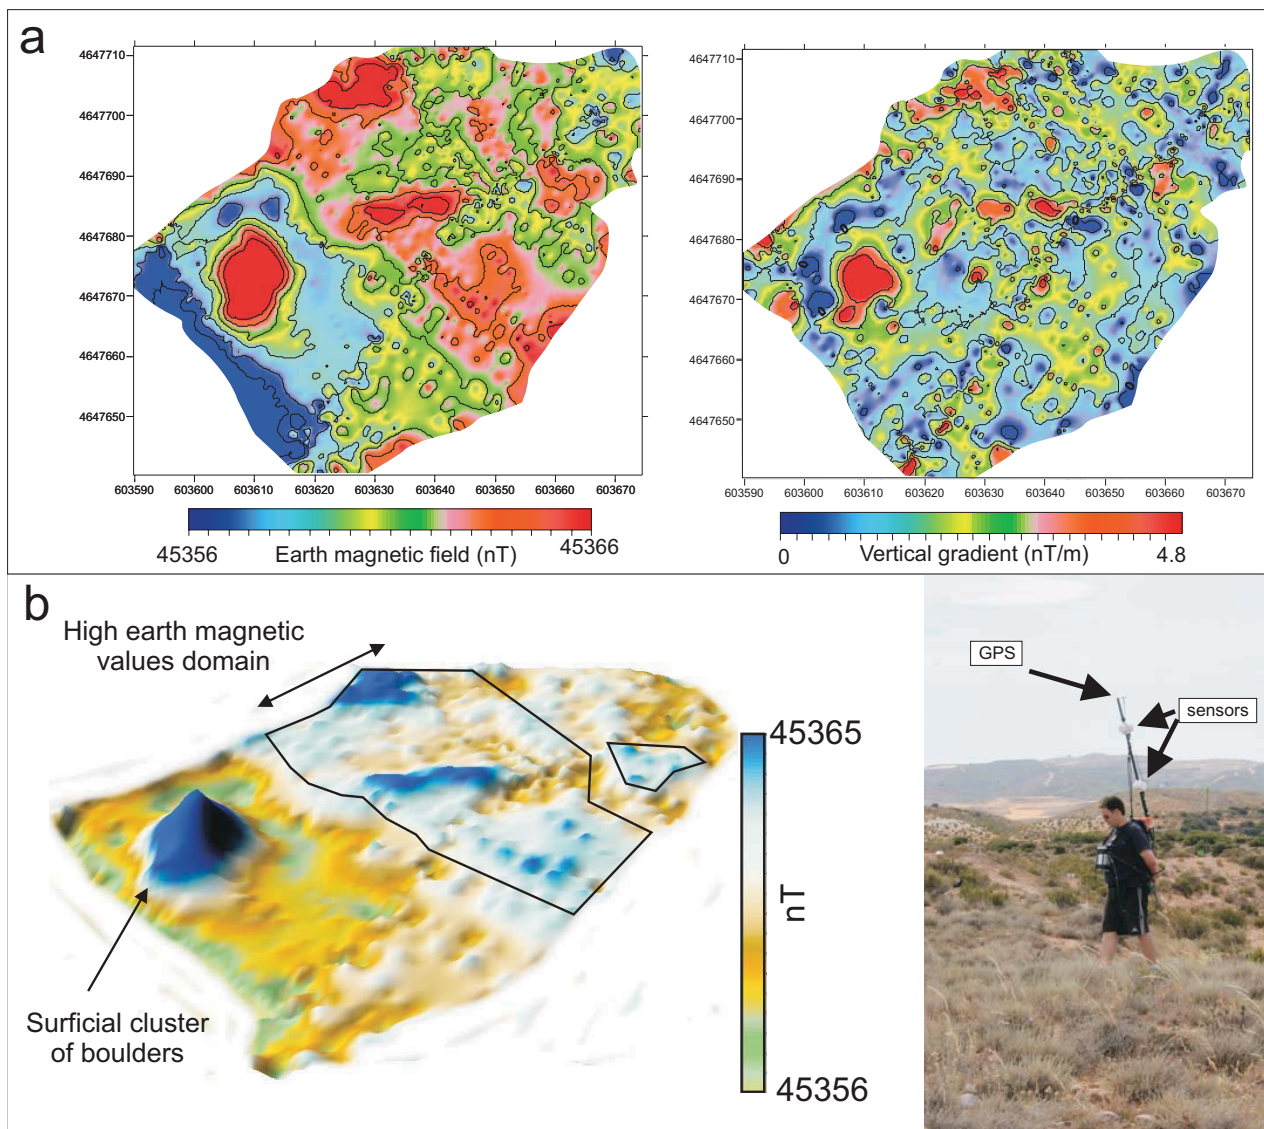 a
4647710
4647700
4647690
4647680
4647670
4647660
4647650
603590 603600 603610 603620 603630 603640 603650 603660 603670
45356 Earth magnetic field (nT) 45366
4647710
4647700
4647690
4647680
4647670
4647660
4647650
603590 603600 603610 603620 603630 603640 603650 603660 603670
0 Vertical gradient (nT/m) 4.8
b
High earth magnetic
values domain
Surficial cluster
of boulders
45365
nT
45356
GPS
sensors